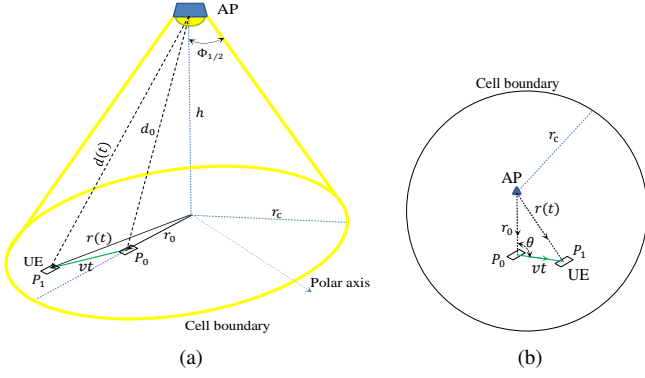 AP
Φ1/2
h
d0
d(t)
rc
r(t)
r0
UE
P1
vt
P0
Polar axis
Cell boundary
(a)
Cell boundary
rc
AP
r0
r(t)
θ
P0
vt
P1
UE
(b)